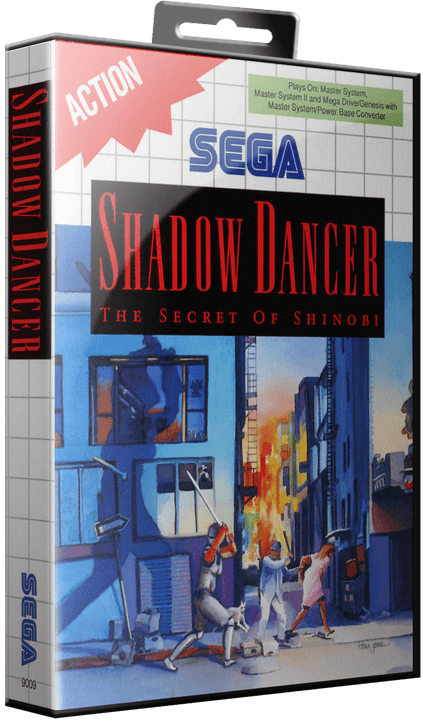 ACTION
Plays On: Master System,
Master System II and Mega Drive/Genesis with
Master System/Power Base Converter
SEGA
SHADOW DANCER
THE SECRET OF SHINOBI
SHADOW DANCER
SEGA
9009